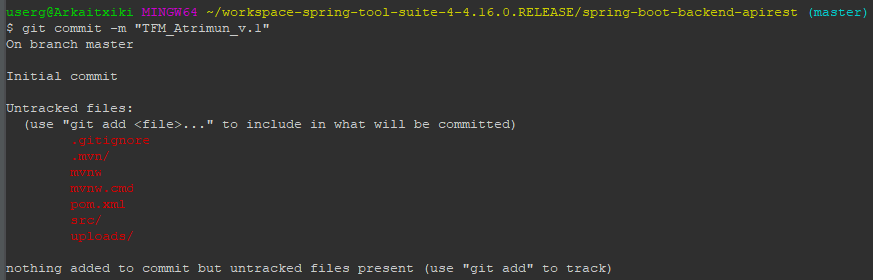 userg@Arkaitxiki MINGW64 ~/workspace-spring-tool-suite-4-4.16.0.RELEASE/spring-boot-backend-apirest (master)
$ git commit -m "TFM_Atrimun_v.1"
On branch master
Initial commit
Untracked files:
(use "git add <file>..." to include in what will be committed)
.gitignore
.mvn/
mvnw
mvnw.cmd
pom.xml
src/
uploads/
nothing added to commit but untracked files present (use "git add" to track)